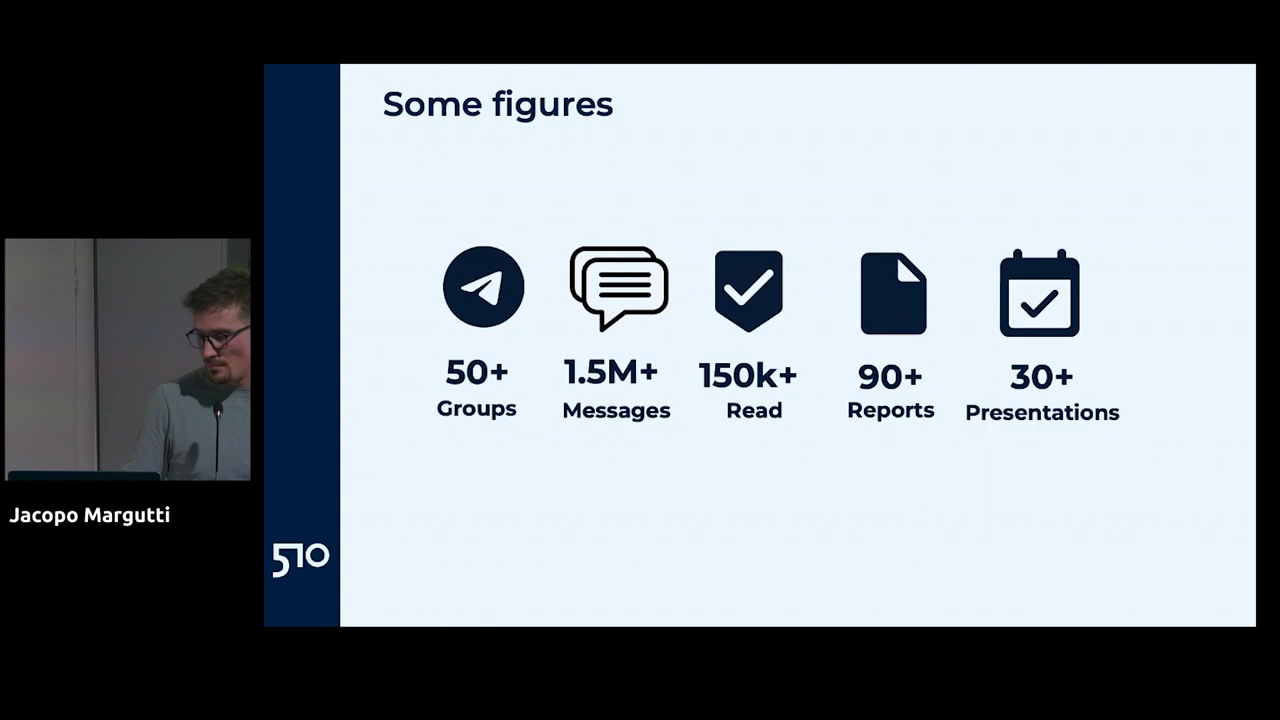 Some figures
50+
Groups
1.5M+
Messages
150k+
Read
90+
Reports
30+
Presentations
Jacopo Margutti
510